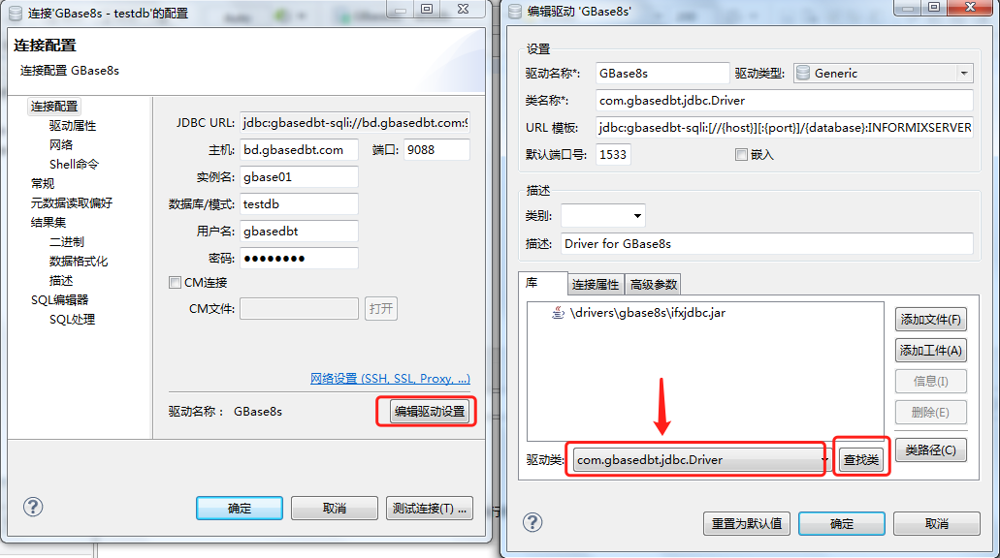 连接'GBase8s - testdb'的配置
连接配置
连接配置 GBase8s
连接配置
驱动属性
网络
Shell命令
常规
元数据读取偏好
结果集
二进制
数据格式化
描述
SQL编辑器
SQL处理
JDBC URL: jdbc:gbasedbt-sqli://bd.gbasedbt.com:9
主机: bd.gbasedbt.com 端口: 9088
实例名: gbase01
数据库/模式: testdb
用户名: gbasedbt
密码: ●●●●●●●●
CM连接
CM文件: 打开
网络设置 (SSH, SSL, Proxy, ...)
驱动名称： GBase8s 编辑驱动设置
确定 取消 测试连接(T) ...
行
编辑驱动 'GBase8s'
设置
驱动名称*: GBase8s 驱动类型: Generic
类名称*: com.gbasedbt.jdbc.Driver
URL 模板: jdbc:gbasedbt-sqli:[//{host}][:{port}]/{database}:INFORMIXSERVER
默认端口号: 1533 嵌入
描述
类别:
描述: Driver for GBase8s
库 连接属性 高级参数
\drivers\gbase8s\ifxjdbc.jar
添加文件(F)
添加工件(A)
信息(I)
删除(E)
类路径(C)
驱动类: com.gbasedbt.jdbc.Driver 查找类
重置为默认值 确定 取消